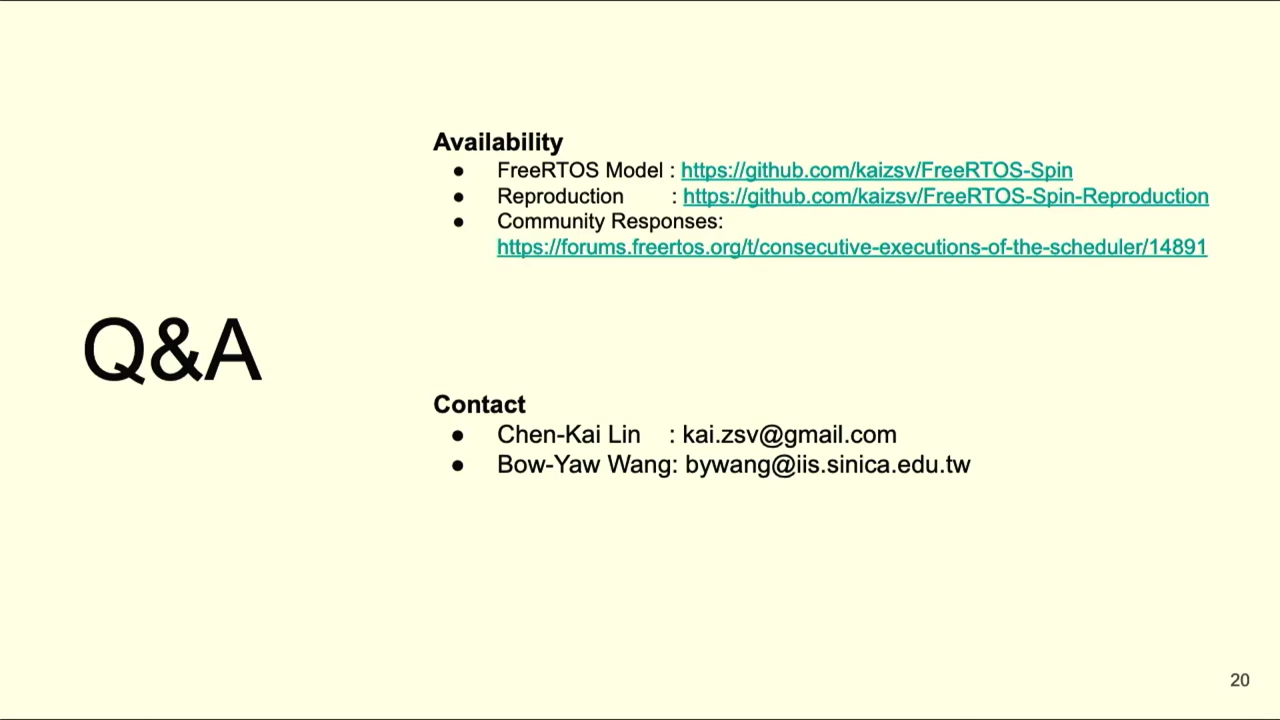 Availability
● FreeRTOS Model : https://github.com/kaizsv/FreeRTOS-Spin
● Reproduction : https://github.com/kaizsv/FreeRTOS-Spin-Reproduction
● Community Responses:
https://forums.freertos.org/t/consecutive-executions-of-the-scheduler/14891
Q&A
Contact
● Chen-Kai Lin : kai.zsv@gmail.com
● Bow-Yaw Wang: bywang@iis.sinica.edu.tw
20